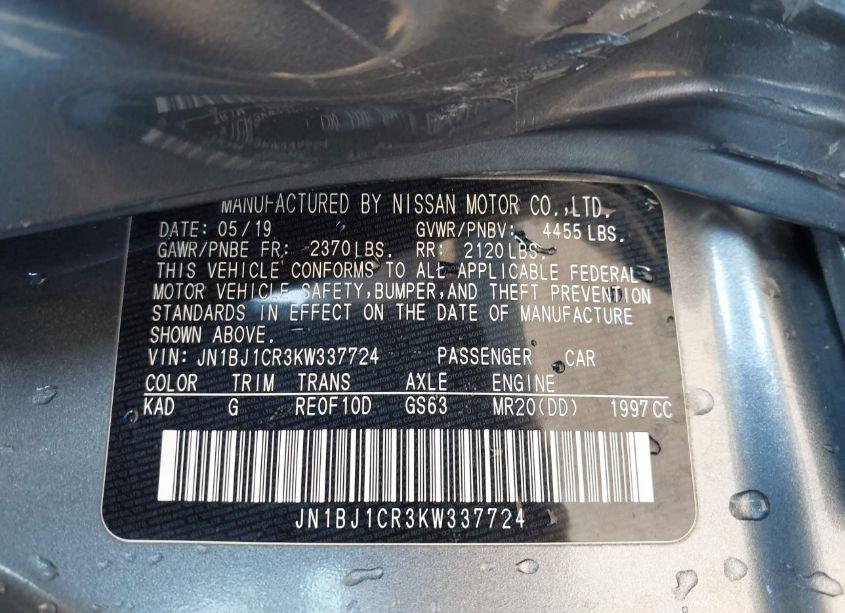 MANUFACTURED BY NISSAN MOTOR CO.,LTD.
DATE: 05/19 GVWR/PNBV: 4455LBS.
GAWR/PNBE FR: 2370LBS. RR: 2120LBS.
THIS VEHICLE CONFORMS TO ALL APPLICABLE FEDERAL
MOTOR VEHICLE SAFETY,BUMPER,AND THEFT PREVENTION
STANDARDS IN EFFECT ON THE DATE OF MANUFACTURE
SHOWN ABOVE.
VIN: JN1BJ1CR3KW337724 PASSENGER CAR
COLOR TRIM TRANS AXLE ENGINE
KAD G RE0F10D GS63 MR20(DD) 1997CC
JN1BJ1CR3KW337724